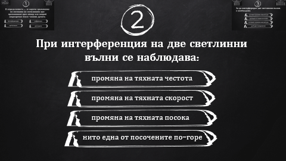 2
При интерференция на две светлинни
вълни се наблюдава:
промяна на тяхната честота
промяна на тяхната скорост
промяна на тяхната посока
нито една от посочените по-горе